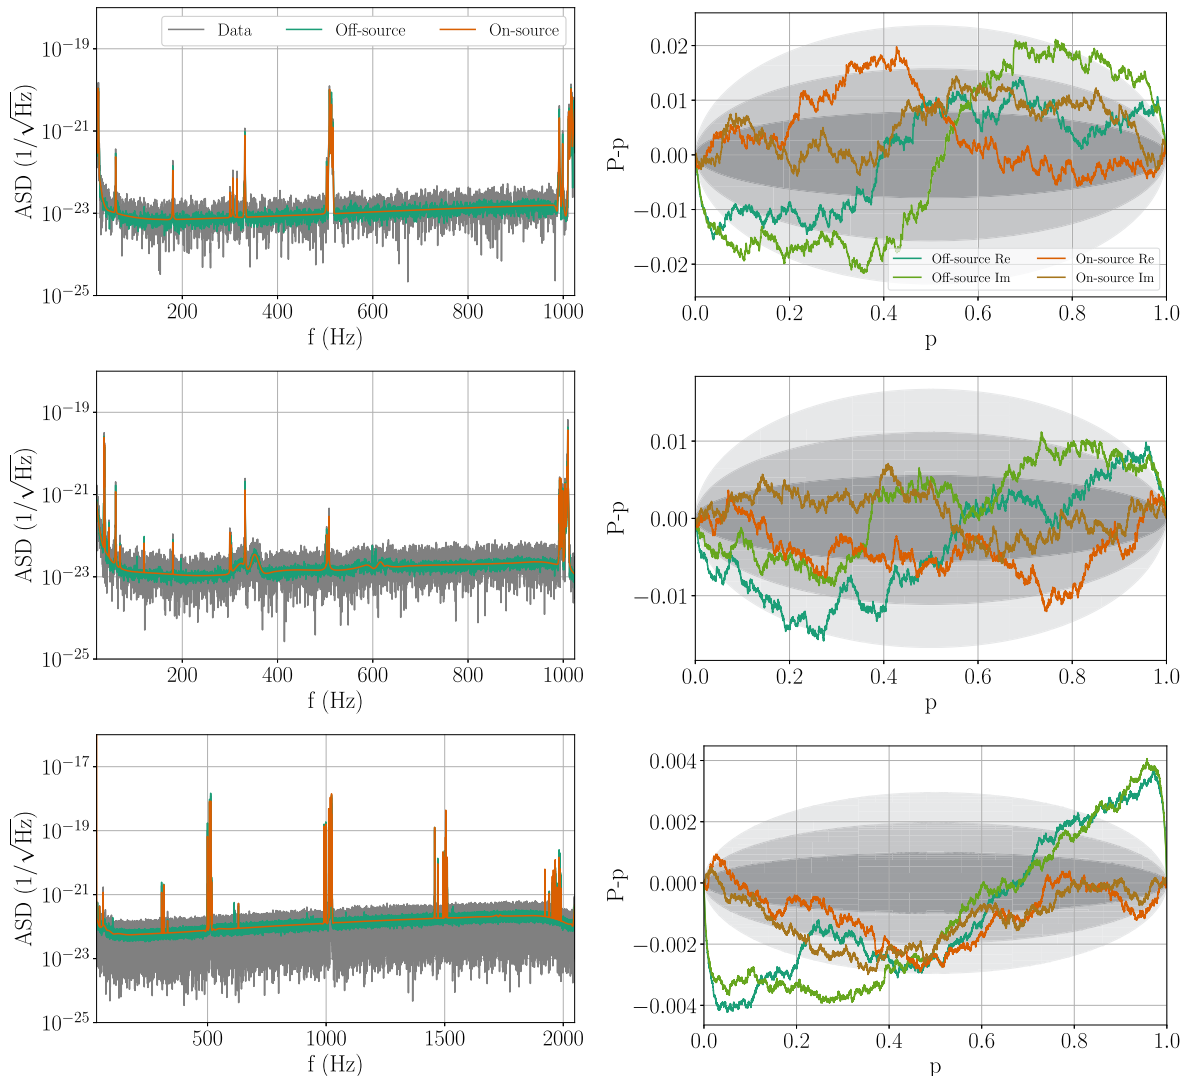 Data Off-source On-source
ASD (1/√Hz)
10⁻¹⁹
10⁻²¹
10⁻²³
10⁻²⁵
200 400 600 800 1000
f (Hz)
P-p
0.02
0.01
0.00
−0.01
−0.02
Off-source Re On-source Re
Off-source Im On-source Im
0.0 0.2 0.4 0.6 0.8 1.0
p
ASD (1/√Hz)
10⁻¹⁹
10⁻²¹
10⁻²³
10⁻²⁵
200 400 600 800 1000
f (Hz)
P-p
0.01
0.00
−0.01
0.0 0.2 0.4 0.6 0.8 1.0
p
ASD (1/√Hz)
10⁻¹⁷
10⁻¹⁹
10⁻²¹
10⁻²³
10⁻²⁵
500 1000 1500 2000
f (Hz)
P-p
0.004
0.002
0.000
−0.002
−0.004
0.0 0.2 0.4 0.6 0.8 1.0
p